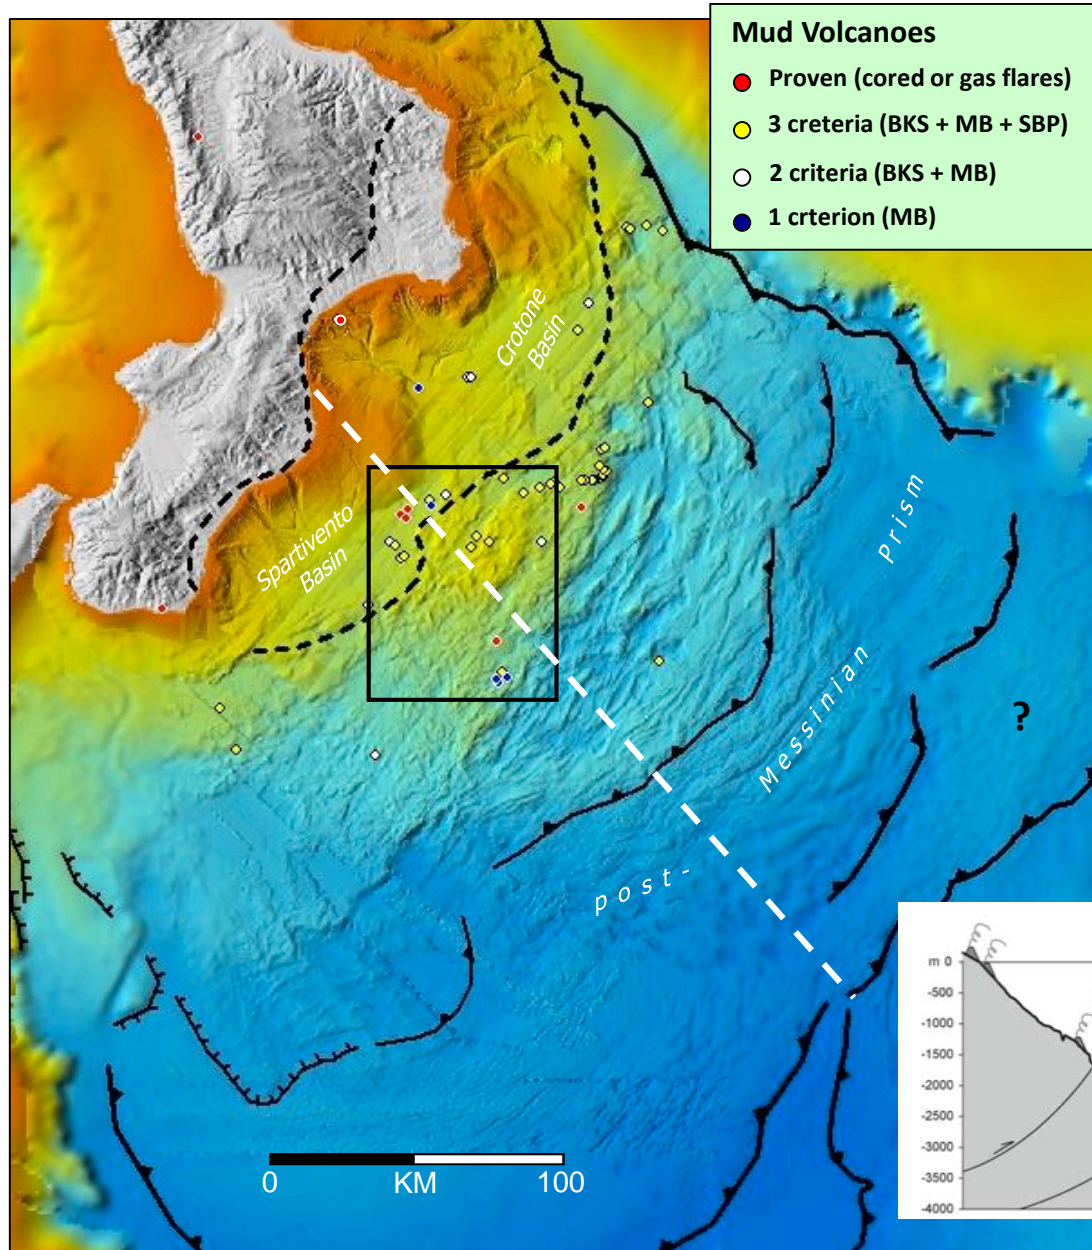 Mud Volcanoes
Proven (cored or gas flares)
3 creteria (BKS + MB + SBP)
2 criteria (BKS + MB)
1 crterion (MB)
Crotone
Basin
Spartivento
Basin
Prism
Messinian
post-
?
m 0
-500
-1000
-1500
-2000
-2500
-3000
-3500
-4000
0 KM 100